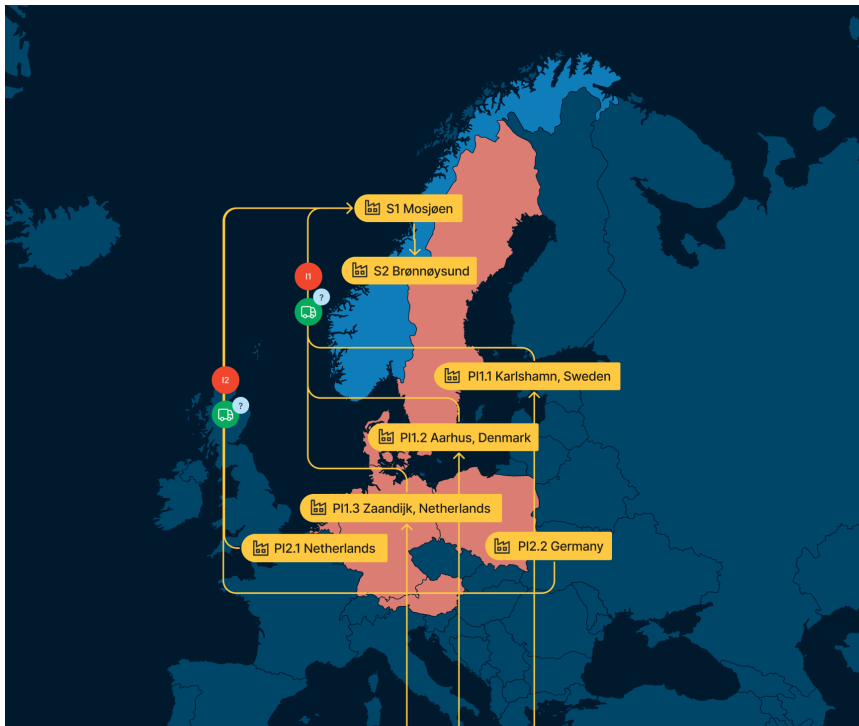 S1 Mosjøen
S2 Brønnøysund
I1
?
PI1.1 Karlshamn, Sweden
I2
?
PI1.2 Aarhus, Denmark
PI1.3 Zaandijk, Netherlands
PI2.1 Netherlands
PI2.2 Germany